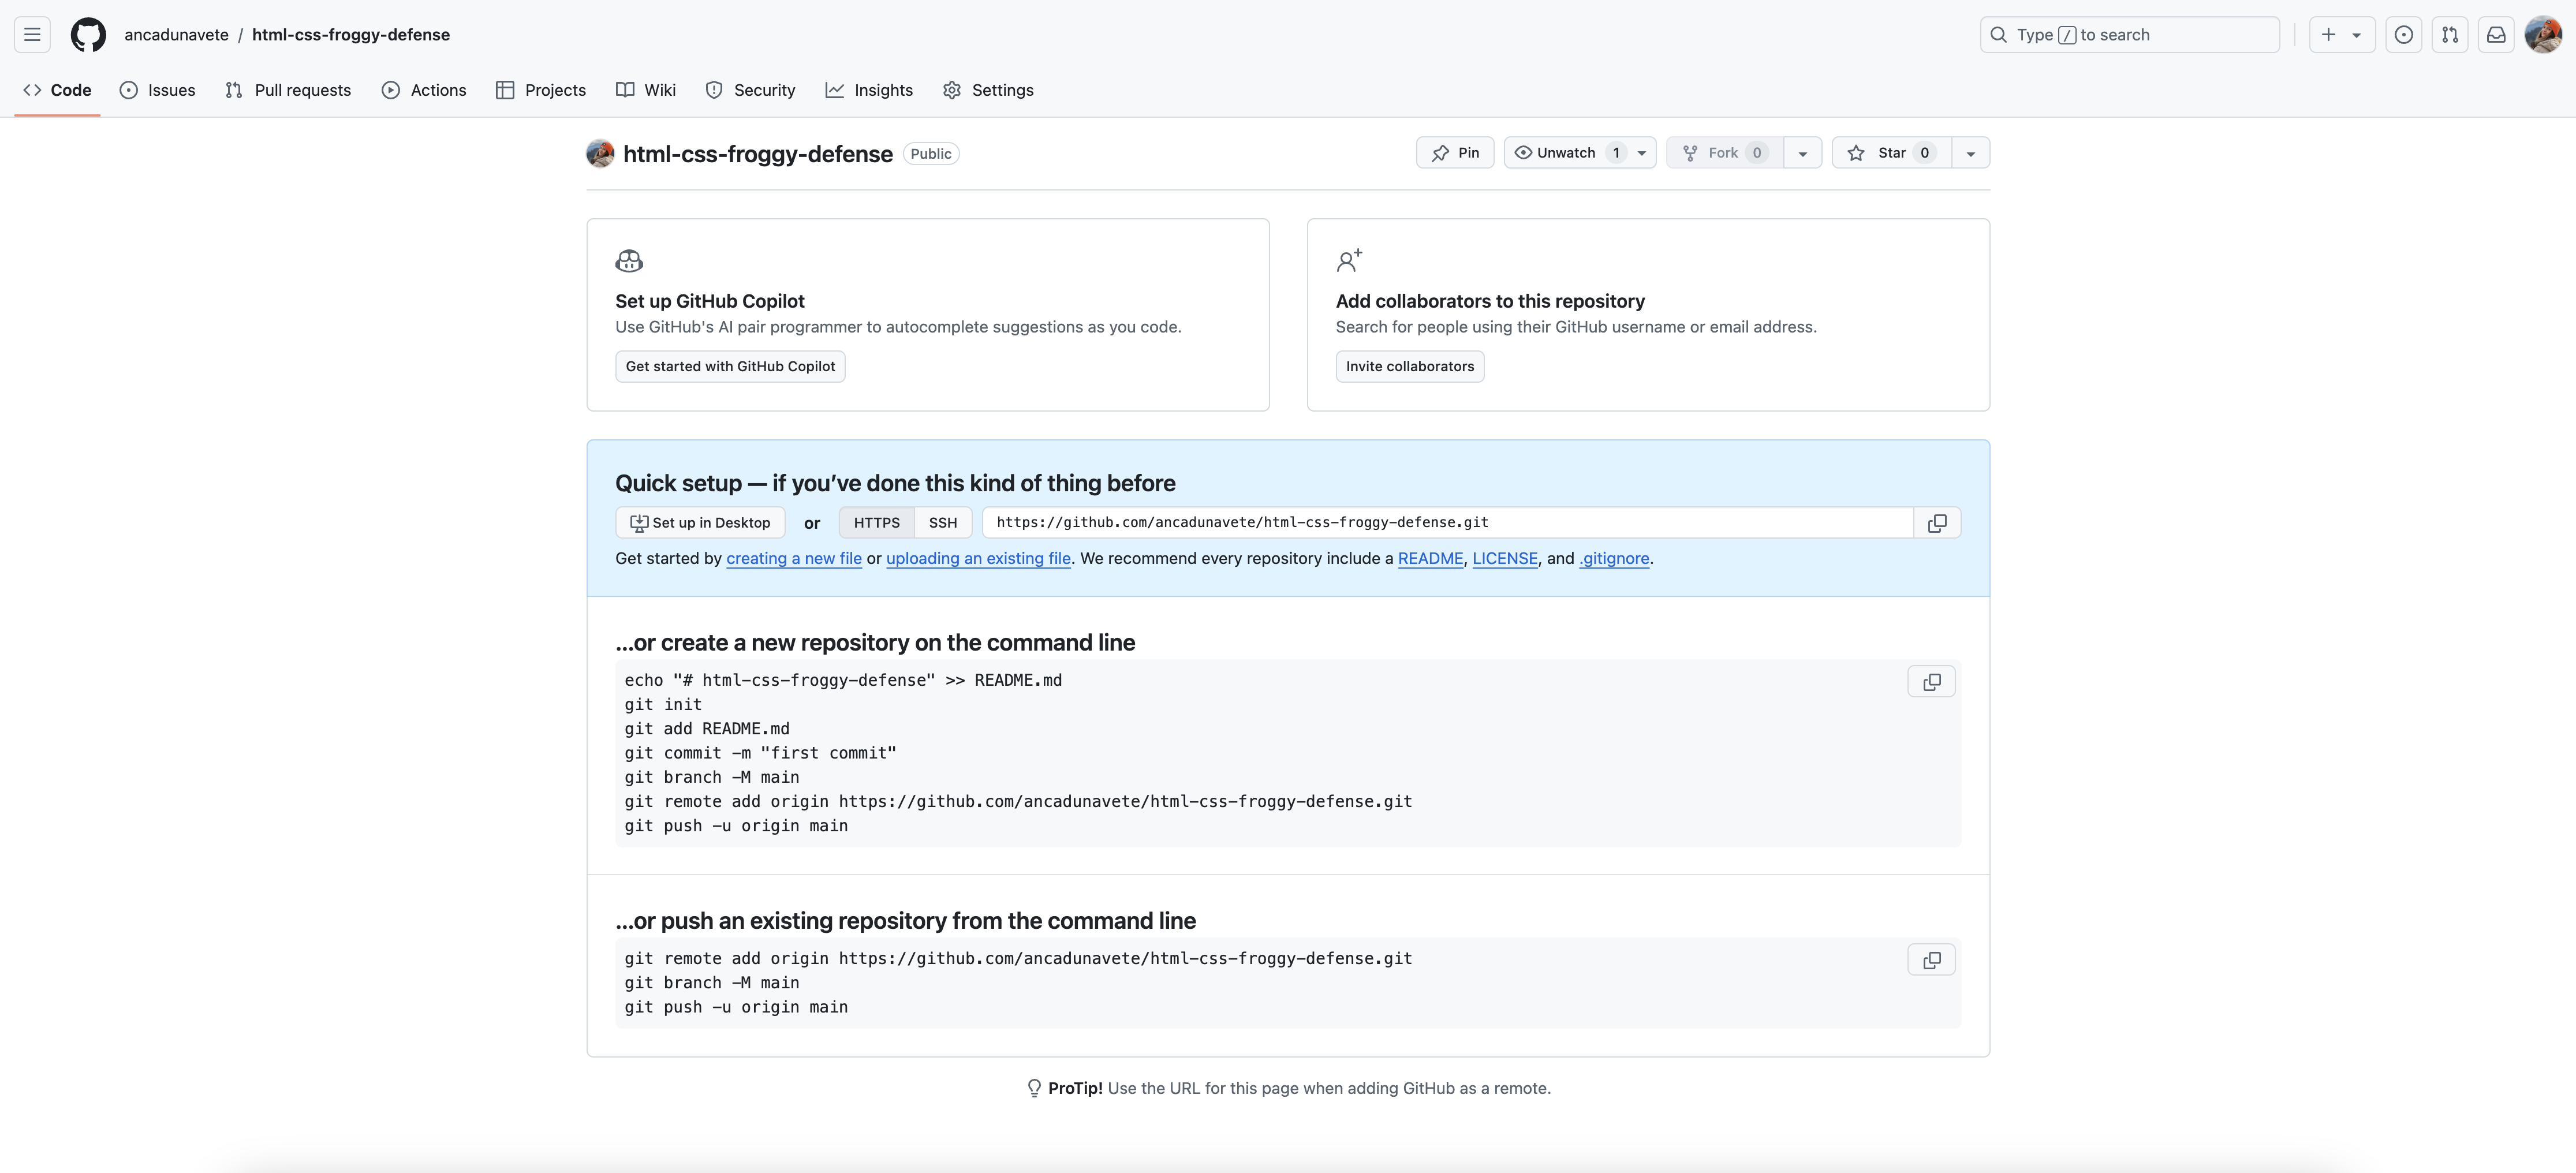 ancadunavete / html-css-froggy-defense
Type / to search
Code Issues Pull requests Actions Projects Wiki Security Insights Settings
html-css-froggy-defense Public
Pin Unwatch 1 Fork 0 Star 0
Set up GitHub Copilot
Use GitHub's AI pair programmer to autocomplete suggestions as you code.
Get started with GitHub Copilot
Add collaborators to this repository
Search for people using their GitHub username or email address.
Invite collaborators
Quick setup — if you’ve done this kind of thing before
Set up in Desktop or HTTPS SSH https://github.com/ancadunavete/html-css-froggy-defense.git
Get started by creating a new file or uploading an existing file. We recommend every repository include a README, LICENSE, and .gitignore.
…or create a new repository on the command line
echo "# html-css-froggy-defense" >> README.md
git init
git add README.md
git commit -m "first commit"
git branch -M main
git remote add origin https://github.com/ancadunavete/html-css-froggy-defense.git
git push -u origin main
…or push an existing repository from the command line
git remote add origin https://github.com/ancadunavete/html-css-froggy-defense.git
git branch -M main
git push -u origin main
ProTip! Use the URL for this page when adding GitHub as a remote.